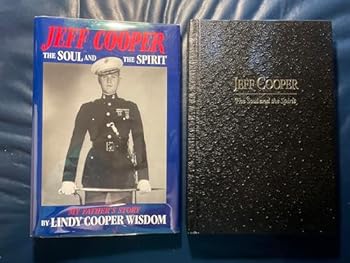 JEFF COOPER
THE SOUL AND THE SPIRIT
MY FATHER'S STORY
BY LINDY COOPER WISDOM
JEFF COOPER
The Soul and the Spirit